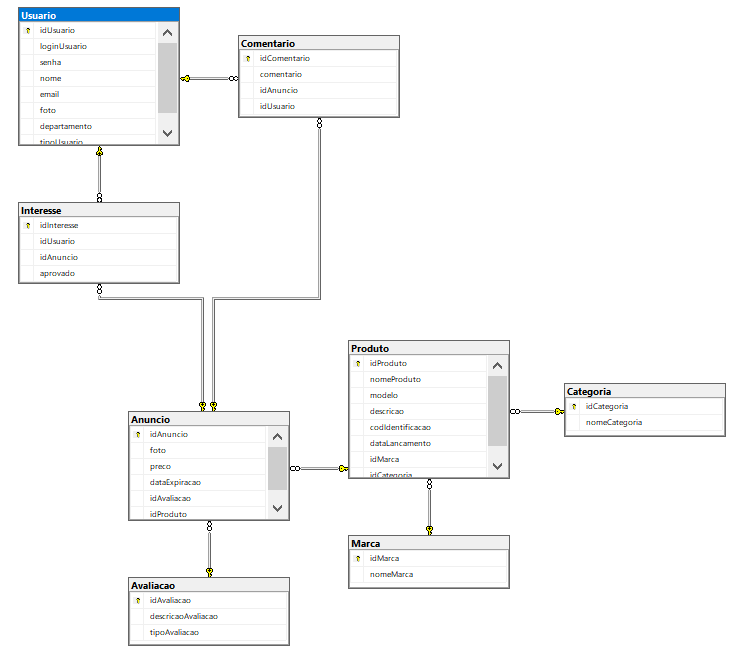 Usuario
idUsuario
loginUsuario
senha
nome
email
foto
departamento
tipoUsuario
Comentario
idComentario
comentario
idAnuncio
idUsuario
Interesse
idInteresse
idUsuario
idAnuncio
aprovado
Produto
idProduto
nomeProduto
modelo
descricao
codIdentificacao
dataLancamento
idMarca
idCategoria
Categoria
idCategoria
nomeCategoria
Anuncio
idAnuncio
foto
preco
dataExpiracao
idAvaliacao
idProduto
Marca
idMarca
nomeMarca
Avaliacao
idAvaliacao
descricaoAvaliacao
tipoAvaliacao